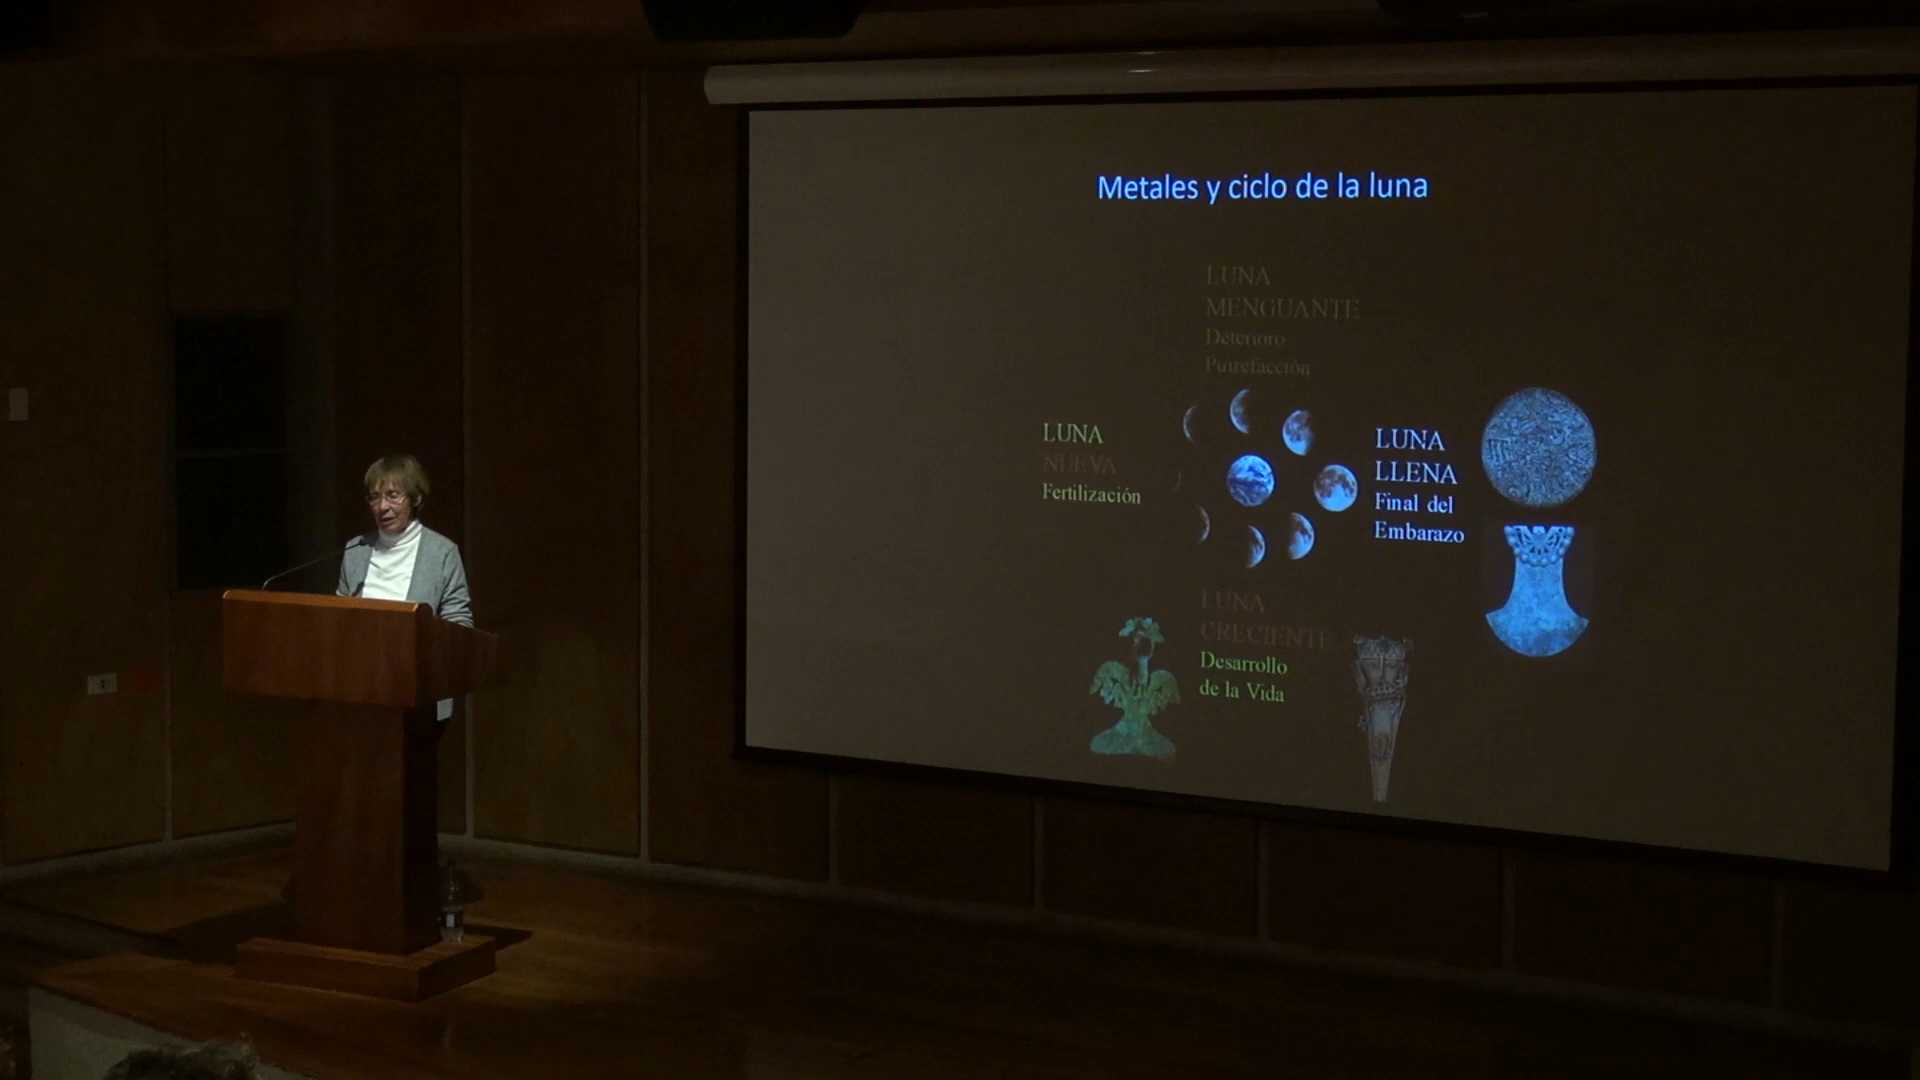 Metales y ciclo de la luna
LUNA
MENGUANTE
Deterioro
Putrefacción
LUNA
NUEVA
Fertilización
LUNA
LLENA
Final del
Embarazo
LUNA
CRECIENTE
Desarrollo
de la Vida